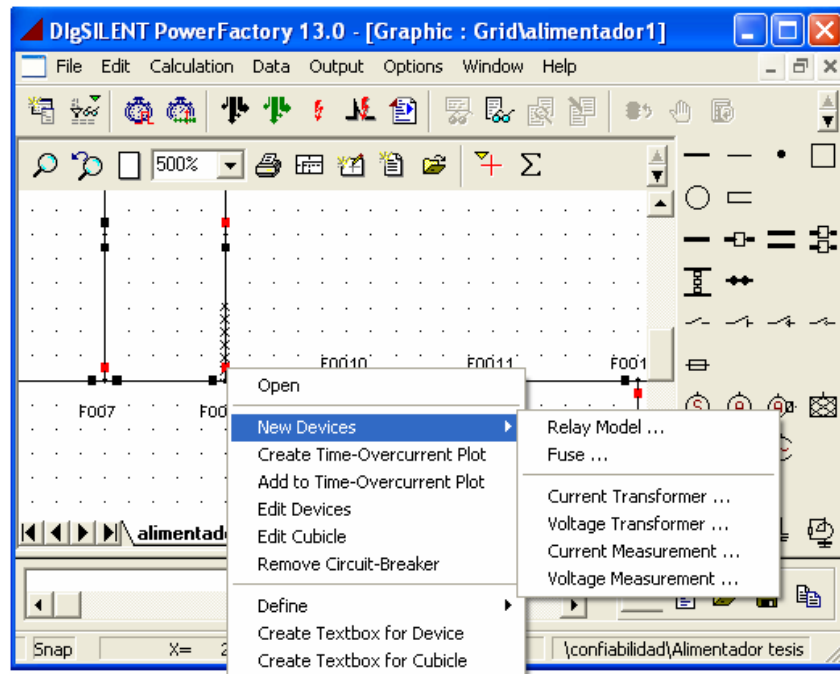 DIgSILENT PowerFactory 13.0 - [Graphic : Grid\alimentador1]
File Edit Calculation Data Output Options Window Help
500%
F0010 F0011 F001
F007 F00
Open
New Devices
Create Time-Overcurrent Plot
Add to Time-Overcurrent Plot
Edit Devices
Edit Cubicle
Remove Circuit-Breaker
Define
Create Textbox for Device
Create Textbox for Cubicle
Relay Model ...
Fuse ...
Current Transformer ...
Voltage Transformer ...
Current Measurement ...
Voltage Measurement ...
alimentad
Snap X= 2 \confiabilidad\Alimentador tesis